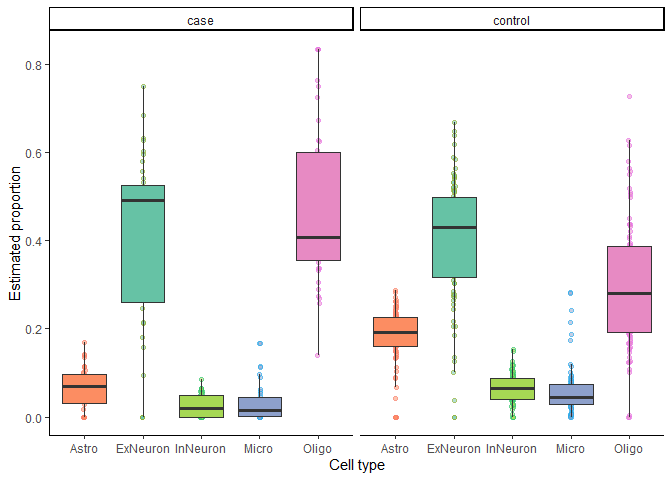 case control
Estimated proportion
0.8
0.6
0.4
0.2
0.0
Astro ExNeuron InNeuron Micro Oligo Astro ExNeuron InNeuron Micro Oligo
Cell type